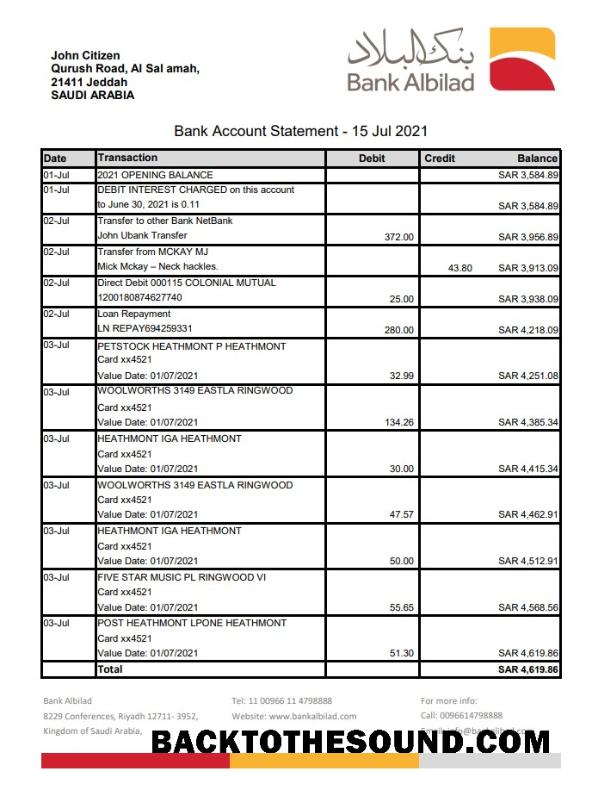 John Citizen
Qurush Road, Al Sal amah,
21411 Jeddah
SAUDI ARABIA
بنك البلاد
Bank Albilad
Bank Account Statement - 15 Jul 2021
Date Transaction Debit Credit Balance
01-Jul 2021 OPENING BALANCE SAR 3,584.89
01-Jul DEBIT INTEREST CHARGED on this account
to June 30, 2021 is 0.11 SAR 3,584.89
02-Jul Transfer to other Bank NetBank
John Ubank Transfer 372.00 SAR 3,956.89
02-Jul Transfer from MCKAY MJ
Mick Mckay – Neck hackles. 43.80 SAR 3,913.09
02-Jul Direct Debit 000115 COLONIAL MUTUAL
1200180874627740 25.00 SAR 3,938.09
02-Jul Loan Repayment
LN REPAY694259331 280.00 SAR 4,218.09
03-Jul PETSTOCK HEATHMONT P HEATHMONT
Card xx4521
Value Date: 01/07/2021 32.99 SAR 4,251.08
03-Jul WOOLWORTHS 3149 EASTLA RINGWOOD
Card xx4521
Value Date: 01/07/2021 134.26 SAR 4,385.34
03-Jul HEATHMONT IGA HEATHMONT
Card xx4521
Value Date: 01/07/2021 30.00 SAR 4,415.34
03-Jul WOOLWORTHS 3149 EASTLA RINGWOOD
Card xx4521
Value Date: 01/07/2021 47.57 SAR 4,462.91
03-Jul HEATHMONT IGA HEATHMONT
Card xx4521
Value Date: 01/07/2021 50.00 SAR 4,512.91
03-Jul FIVE STAR MUSIC PL RINGWOOD VI
Card xx4521
Value Date: 01/07/2021 55.65 SAR 4,568.56
03-Jul POST HEATHMONT LPONE HEATHMONT
Card xx4521
Value Date: 01/07/2021 51.30 SAR 4,619.86
Total SAR 4,619.86
Bank Albilad Tel: 11 00966 11 4798888 For more info:
8229 Conferences, Riyadh 12711- 3952, Website: www.bankalbilad.com Call: 0096614798888
Kingdom of Saudi Arabia,
BACKTOTHESOUND.COM